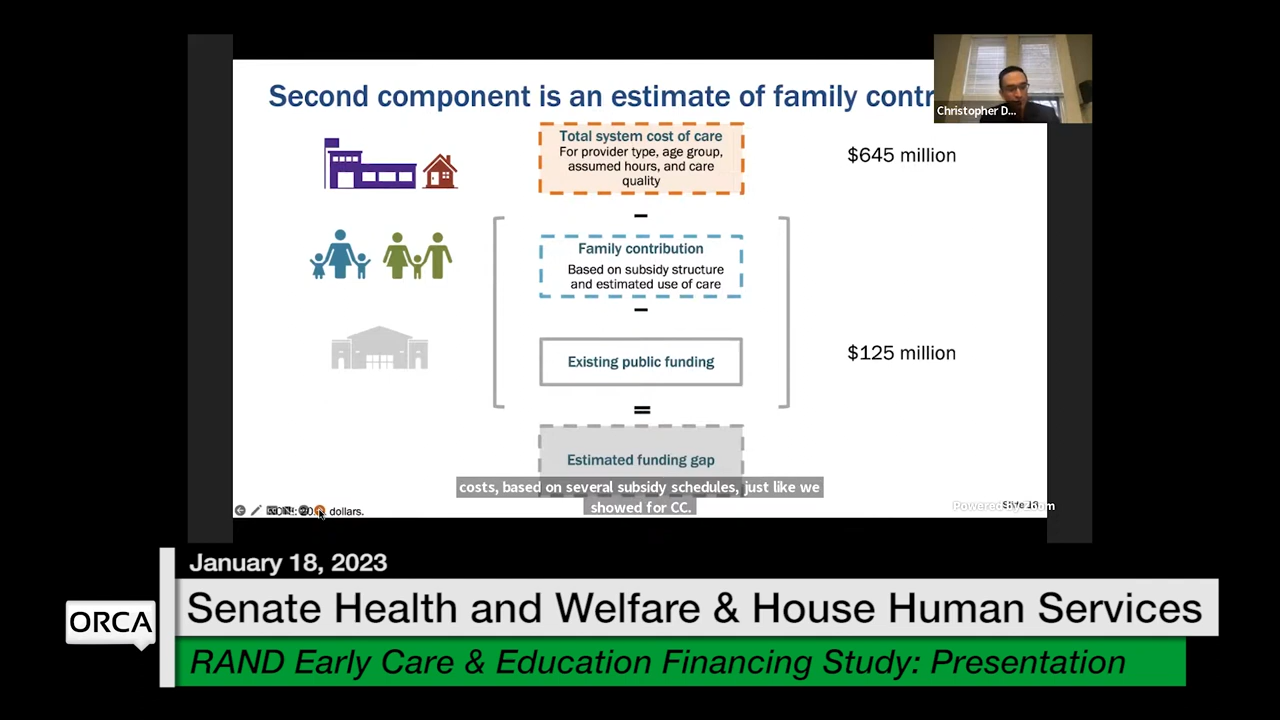 Second component is an estimate of family contr
Christopher D...
Total system cost of care
For provider type, age group,
assumed hours, and care
quality
$645 million
Family contribution
Based on subsidy structure
and estimated use of care
Existing public funding
$125 million
Estimated funding gap
costs, based on several subsidy schedules, just like we
showed for CC.
dollars.
Powered by Zoom
January 18, 2023
ORCA
Senate Health and Welfare & House Human Services
RAND Early Care & Education Financing Study: Presentation